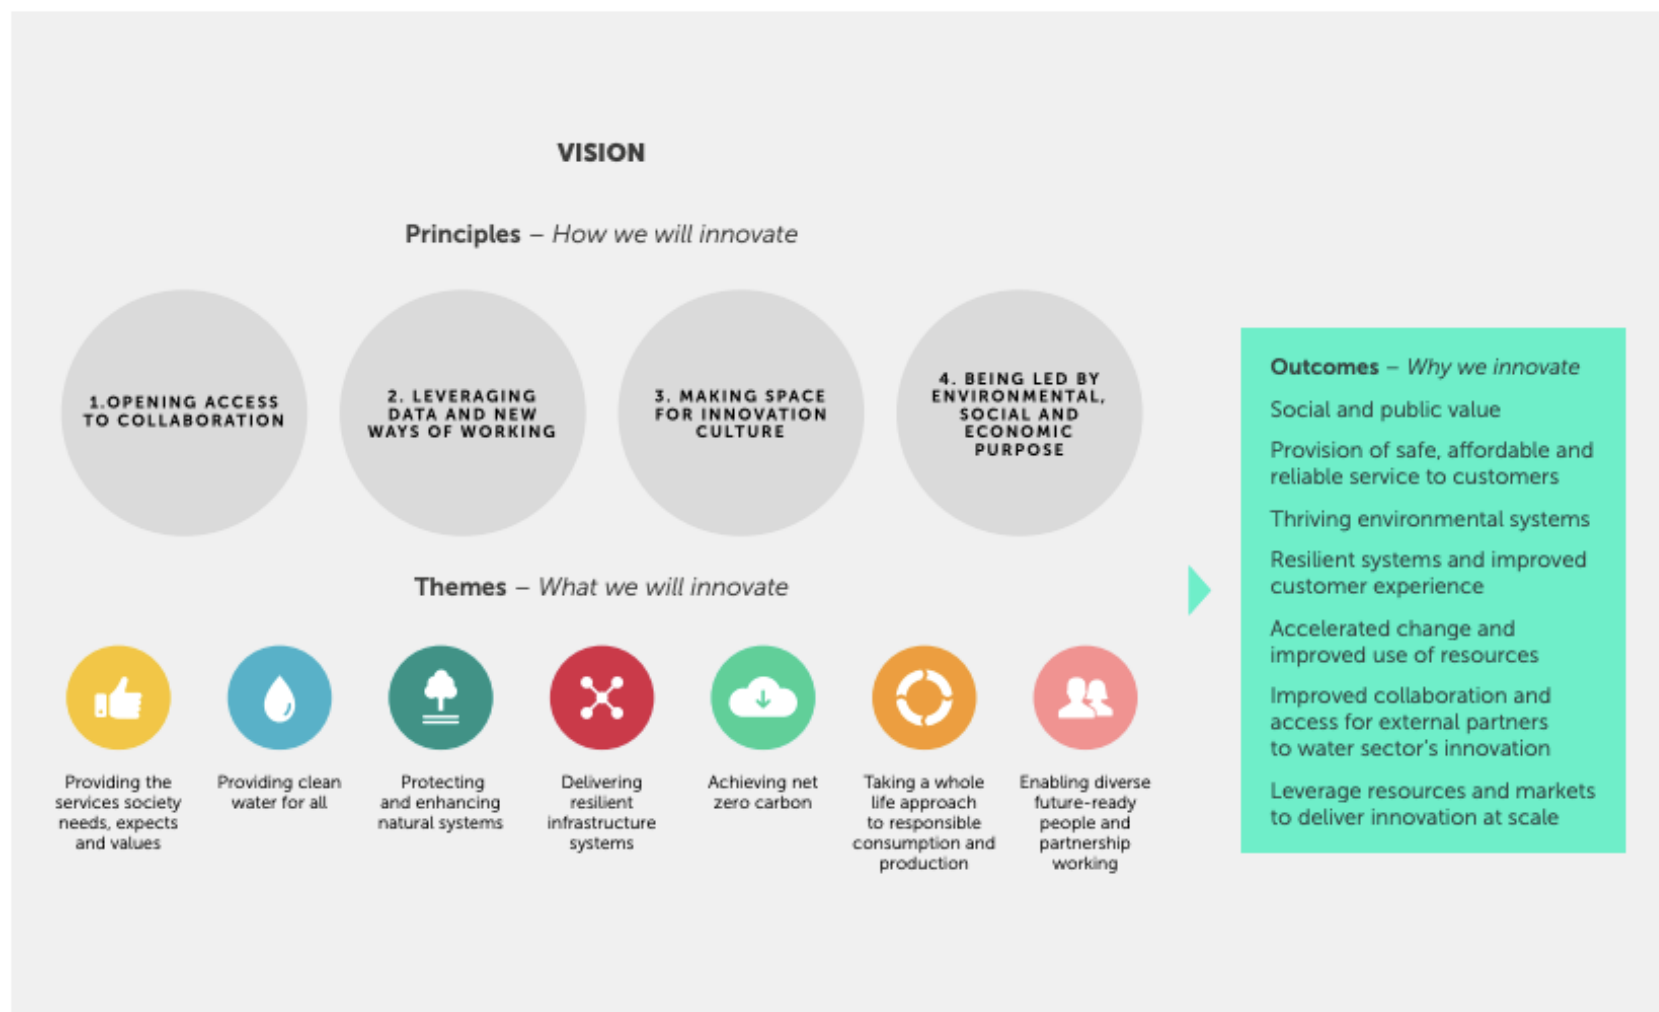 VISION
Principles – How we will innovate
1.OPENING ACCESS
TO COLLABORATION
2. LEVERAGING
DATA AND NEW
WAYS OF WORKING
3. MAKING SPACE
FOR INNOVATION
CULTURE
4. BEING LED BY
ENVIRONMENTAL,
SOCIAL AND
ECONOMIC
PURPOSE
Themes – What we will innovate
Providing the
services society
needs, expects
and values
Providing clean
water for all
Protecting
and enhancing
natural systems
Delivering
resilient
infrastructure
systems
Achieving net
zero carbon
Taking a whole
life approach
to responsible
consumption and
production
Enabling diverse
future-ready
people and
partnership
working
Outcomes – Why we innovate
Social and public value
Provision of safe, affordable and
reliable service to customers
Thriving environmental systems
Resilient systems and improved
customer experience
Accelerated change and
improved use of resources
Improved collaboration and
access for external partners
to water sector's innovation
Leverage resources and markets
to deliver innovation at scale